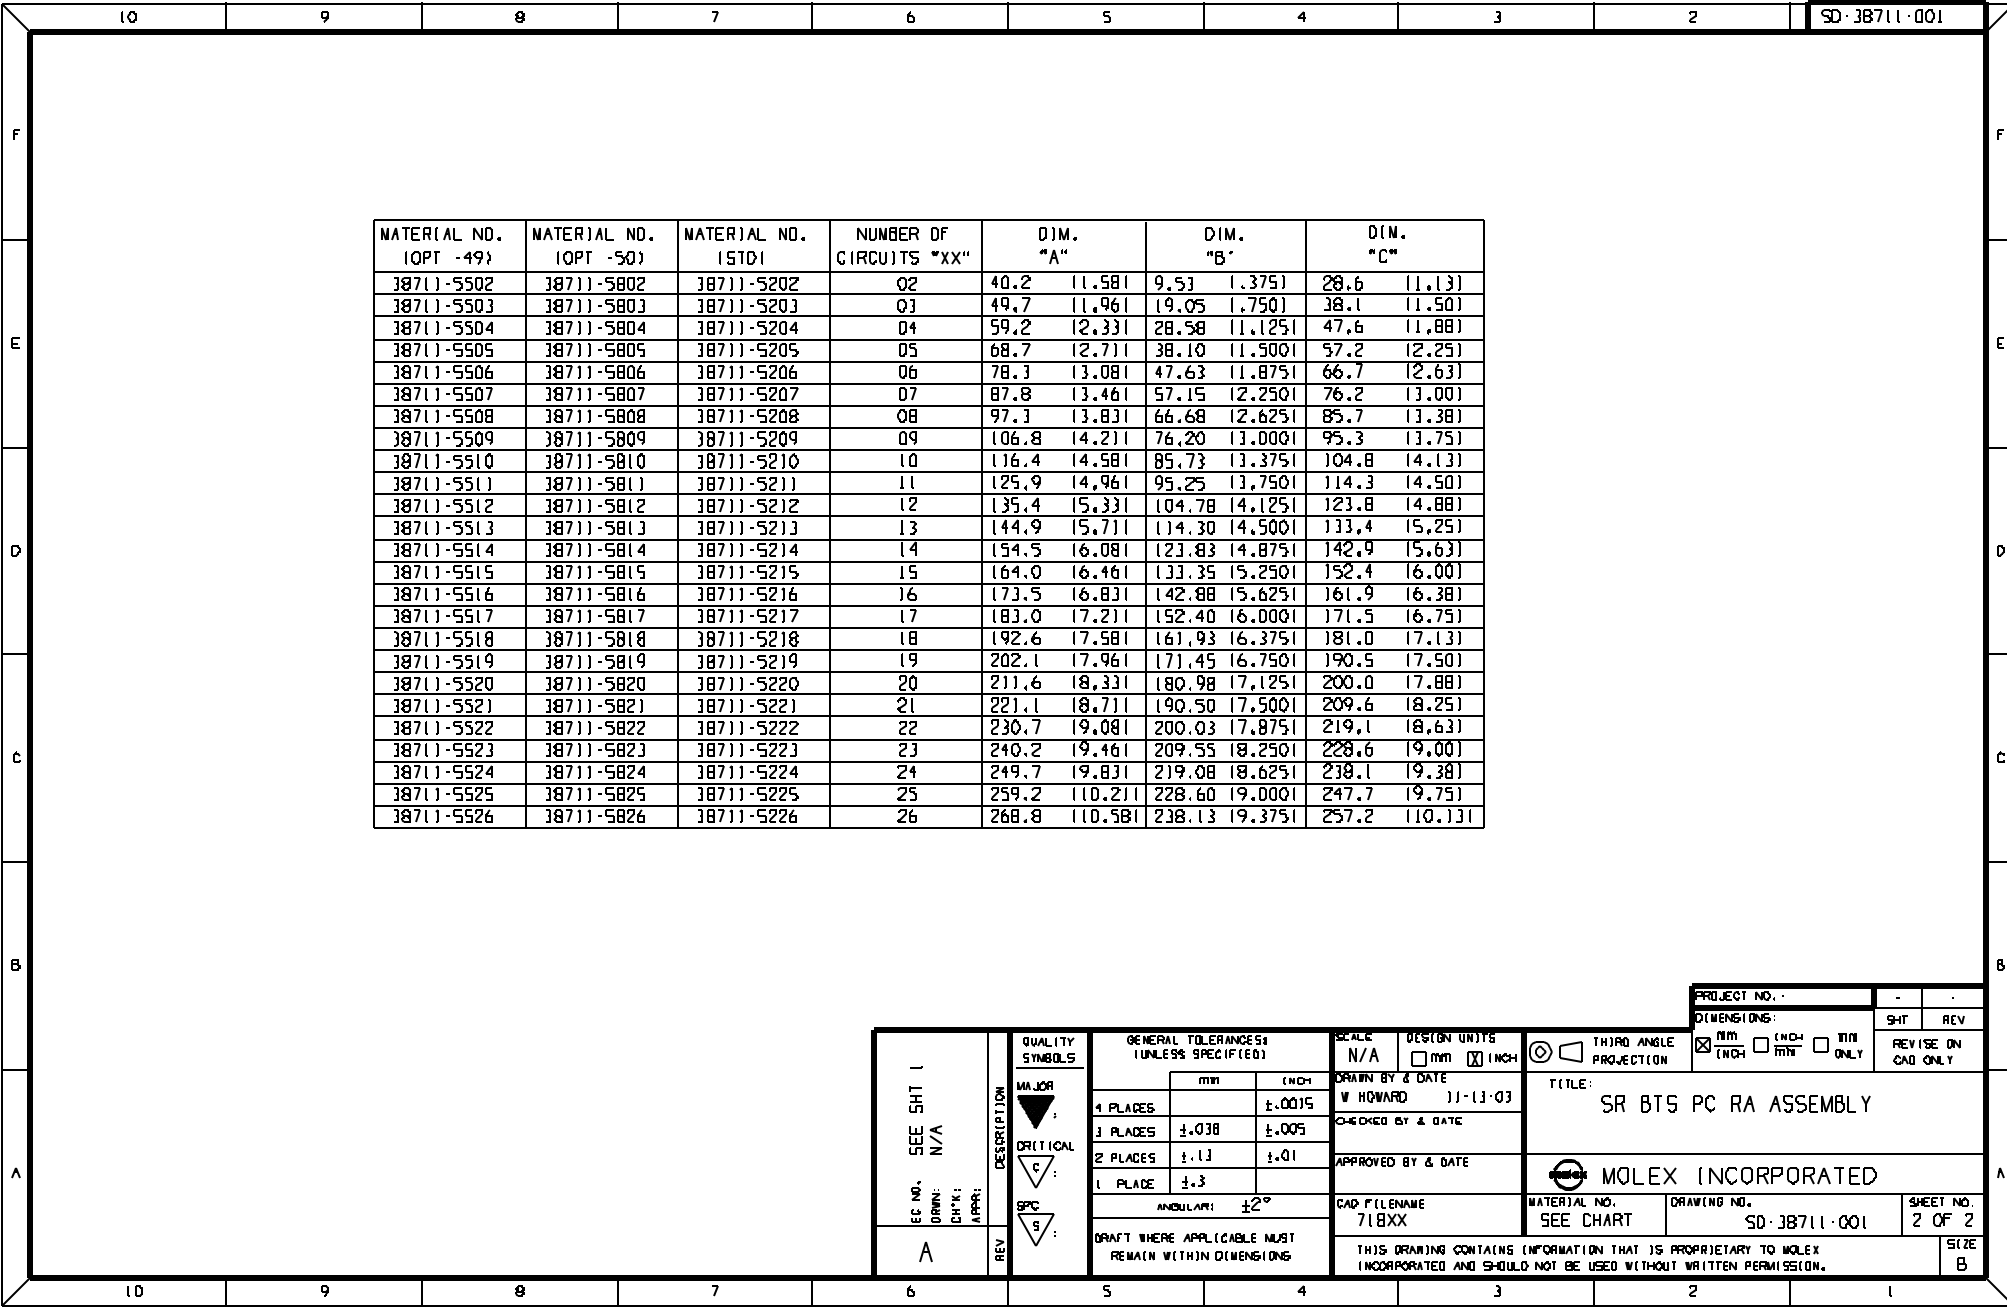 10 9 8 7 6 5 4 3 2 SD-38711-001
F F
MATERIAL NO. (OPT -49) MATERIAL NO. (OPT -50) MATERIAL NO. (STD) NUMBER OF CIRCUITS "XX" DIM. "A" DIM. "B" DIM. "C"
38711-5502 38711-5802 38711-5202 02 40.2 (1.58) 9.53 (.375) 28.6 (1.13)
38711-5503 38711-5803 38711-5203 03 49.7 (1.96) 19.05 (.750) 38.1 (1.50)
38711-5504 38711-5804 38711-5204 04 59.2 (2.33) 28.58 (1.125) 47.6 (1.88)
E E
38711-5505 38711-5805 38711-5205 05 68.7 (2.71) 38.10 (1.500) 57.2 (2.25)
38711-5506 38711-5806 38711-5206 06 78.3 (3.08) 47.63 (1.875) 66.7 (2.63)
38711-5507 38711-5807 38711-5207 07 87.8 (3.46) 57.15 (2.250) 76.2 (3.00)
38711-5508 38711-5808 38711-5208 08 97.3 (3.83) 66.68 (2.625) 85.7 (3.38)
38711-5509 38711-5809 38711-5209 09 106.8 (4.21) 76.20 (3.000) 95.3 (3.75)
38711-5510 38711-5810 38711-5210 10 116.4 (4.58) 85.73 (3.375) 104.8 (4.13)
38711-5511 38711-5811 38711-5211 11 125.9 (4.96) 95.25 (3.750) 114.3 (4.50)
38711-5512 38711-5812 38711-5212 12 135.4 (5.33) 104.78 (4.125) 123.8 (4.88)
38711-5513 38711-5813 38711-5213 13 144.9 (5.71) 114.30 (4.500) 133.4 (5.25)
D D
38711-5514 38711-5814 38711-5214 14 154.5 (6.08) 123.83 (4.875) 142.9 (5.63)
38711-5515 38711-5815 38711-5215 15 164.0 (6.46) 133.35 (5.250) 152.4 (6.00)
38711-5516 38711-5816 38711-5216 16 173.5 (6.83) 142.88 (5.625) 161.9 (6.38)
38711-5517 38711-5817 38711-5217 17 183.0 (7.21) 152.40 (6.000) 171.5 (6.75)
38711-5518 38711-5818 38711-5218 18 192.6 (7.58) 161.93 (6.375) 181.0 (7.13)
38711-5519 38711-5819 38711-5219 19 202.1 (7.96) 171.45 (6.750) 190.5 (7.50)
38711-5520 38711-5820 38711-5220 20 211.6 (8.33) 180.98 (7.125) 200.0 (7.88)
38711-5521 38711-5821 38711-5221 21 221.1 (8.71) 190.50 (7.500) 209.6 (8.25)
38711-5522 38711-5822 38711-5222 22 230.7 (9.08) 200.03 (7.875) 219.1 (8.63)
38711-5523 38711-5823 38711-5223 23 240.2 (9.46) 209.55 (8.250) 228.6 (9.00)
C C
38711-5524 38711-5824 38711-5224 24 249.7 (9.83) 219.08 (8.625) 238.1 (9.38)
38711-5525 38711-5825 38711-5225 25 259.2 (10.21) 228.60 (9.000) 247.7 (9.75)
38711-5526 38711-5826 38711-5226 26 268.8 (10.58) 238.13 (9.375) 257.2 (10.13)
B B
A A
EC NO. SEE SHT 1
DRWN: N/A
CH'K:
APPR:
DESCRIPTION
A REV
QUALITY
SYMBOLS
MAJOR
:
CRITICAL
C :
SPC
S :
GENERAL TOLERANCES:
(UNLESS SPECIFIED)
mm INCH
4 PLACES ±.0015
3 PLACES ±.038 ±.005
2 PLACES ±.13 ±.01
1 PLACE ±.3
ANGULAR: ±2°
DRAFT WHERE APPLICABLE MUST
REMAIN WITHIN DIMENSIONS
SCALE
N/A
DESIGN UNITS
mm X INCH
DRAWN BY & DATE
W HOWARD 11-13-03
CHECKED BY & DATE
APPROVED BY & DATE
CAD FILENAME
718XX
THIRD ANGLE
PROJECTION
PROJECT NO. - - -
DIMENSIONS: SHT REV
mm/INCH INCH/mm mm ONLY
REVISE ON
CAD ONLY
TITLE:
SR BTS PC RA ASSEMBLY
molex MOLEX INCORPORATED
MATERIAL NO.
SEE CHART
DRAWING NO.
SD-38711-001
SHEET NO.
2 OF 2
THIS DRAWING CONTAINS INFORMATION THAT IS PROPRIETARY TO MOLEX
INCORPORATED AND SHOULD NOT BE USED WITHOUT WRITTEN PERMISSION.
SIZE
B
10 9 8 7 6 5 4 3 2 1